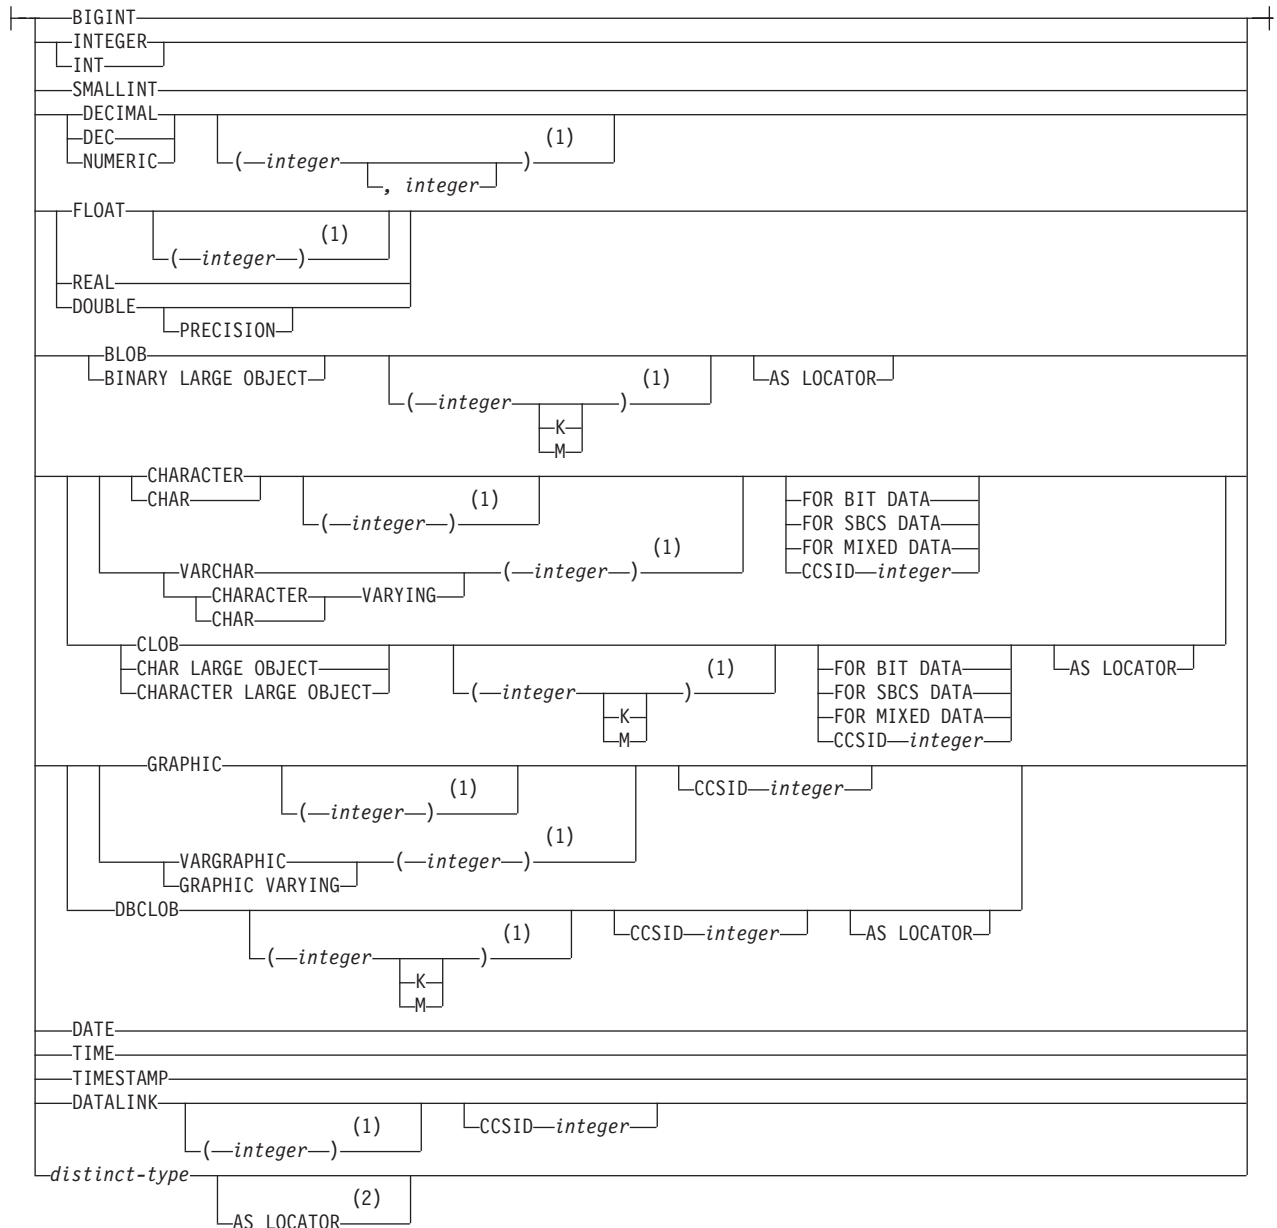 BIGINT
INTEGER
INT
SMALLINT
DECIMAL
DEC (1)
NUMERIC ( integer )
, integer
FLOAT
(1)
( integer )
REAL
DOUBLE
PRECISION
BLOB
BINARY LARGE OBJECT (1) AS LOCATOR
( integer )
K
M
CHARACTER
CHAR (1) FOR BIT DATA
( integer ) FOR SBCS DATA
(1) FOR MIXED DATA
VARCHAR ( integer ) CCSID integer
CHARACTER VARYING
CHAR
CLOB
CHAR LARGE OBJECT (1) FOR BIT DATA AS LOCATOR
CHARACTER LARGE OBJECT ( integer ) FOR SBCS DATA
K FOR MIXED DATA
M CCSID integer
GRAPHIC
(1) CCSID integer
( integer )
(1)
VARGRAPHIC ( integer )
GRAPHIC VARYING
DBCLOB
(1) CCSID integer AS LOCATOR
( integer )
K
M
DATE
TIME
TIMESTAMP
DATALINK
(1) CCSID integer
( integer )
distinct-type
(2)
AS LOCATOR